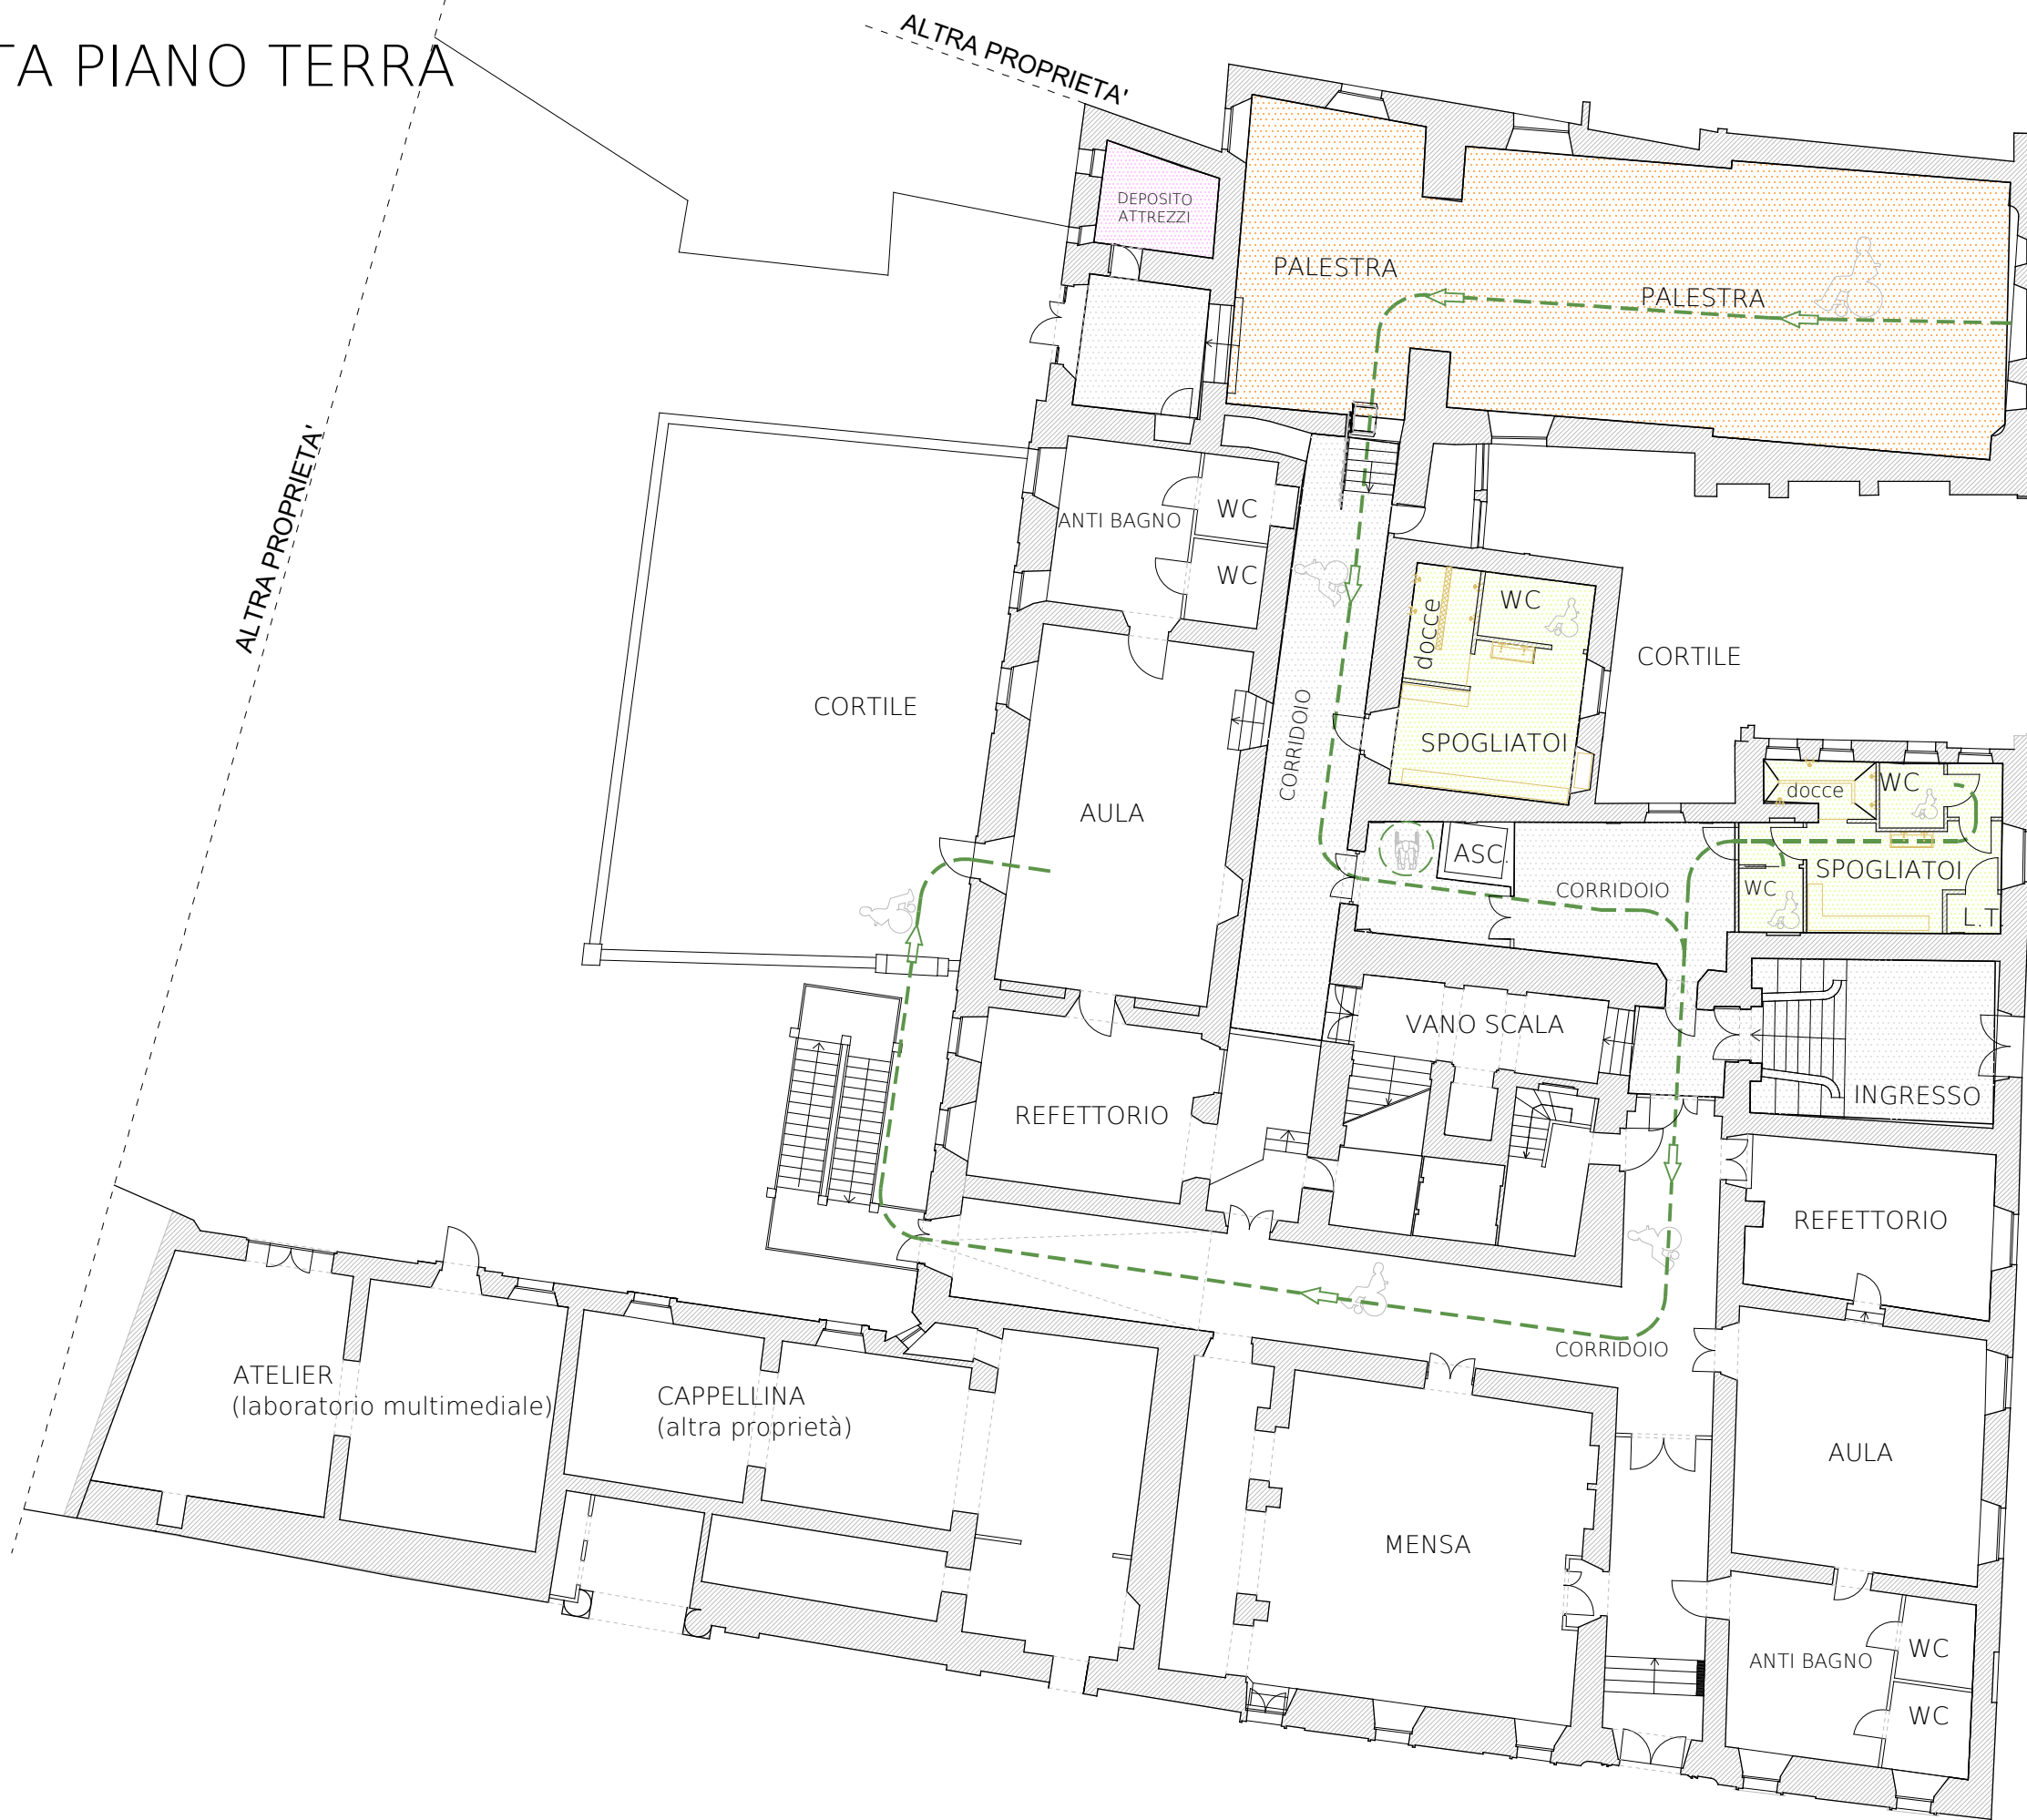 TA PIANO TERRA
ALTRA PROPRIETA'
ALTRA PROPRIETA'
DEPOSITO
ATTREZZI
PALESTRA
PALESTRA
ANTI BAGNO
WC
WC
docce
WC
SPOGLIATOI
CORTILE
CORTILE
CORRIDOIO
AULA
docce
WC
SPOGLIATOI
WC
L.T.
ASC.
CORRIDOIO
VANO SCALA
INGRESSO
REFETTORIO
REFETTORIO
CORRIDOIO
ATELIER
(laboratorio multimediale)
CAPPELLINA
(altra proprietà)
AULA
MENSA
ANTI BAGNO
WC
WC